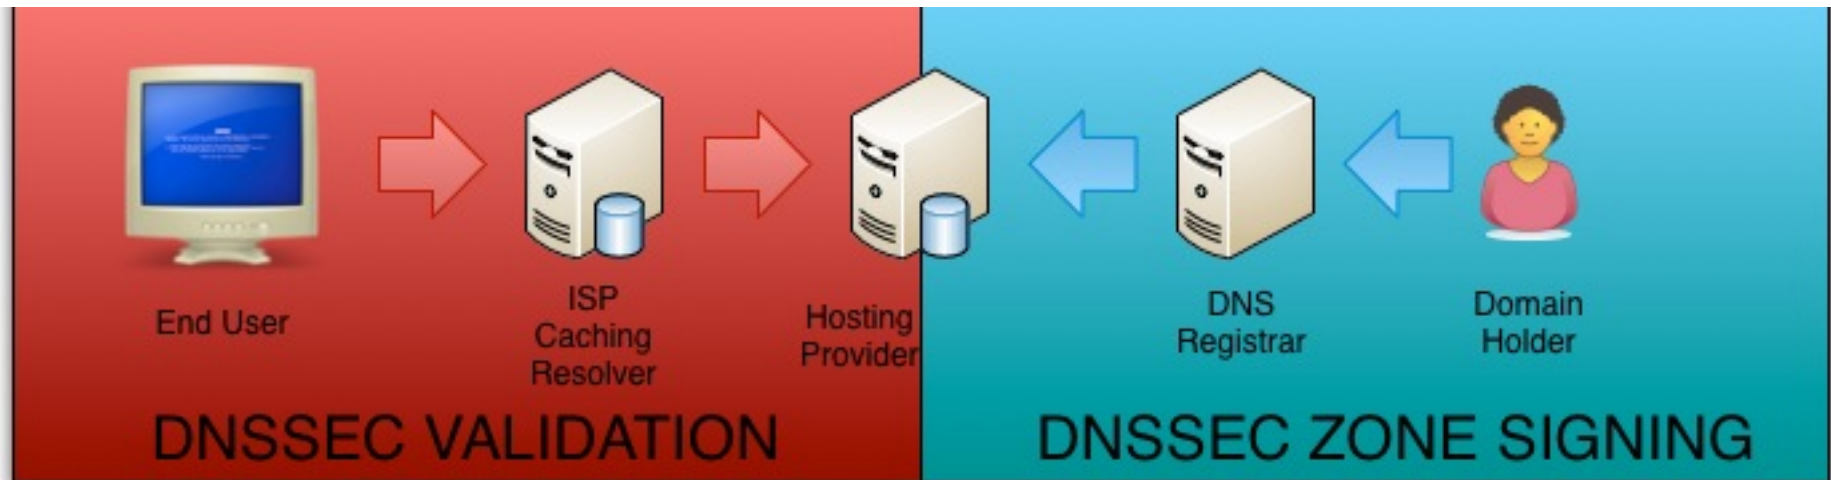 End User
ISP
Caching
Resolver
Hosting
Provider
DNS
Registrar
Domain
Holder
DNSSEC VALIDATION
DNSSEC ZONE SIGNING